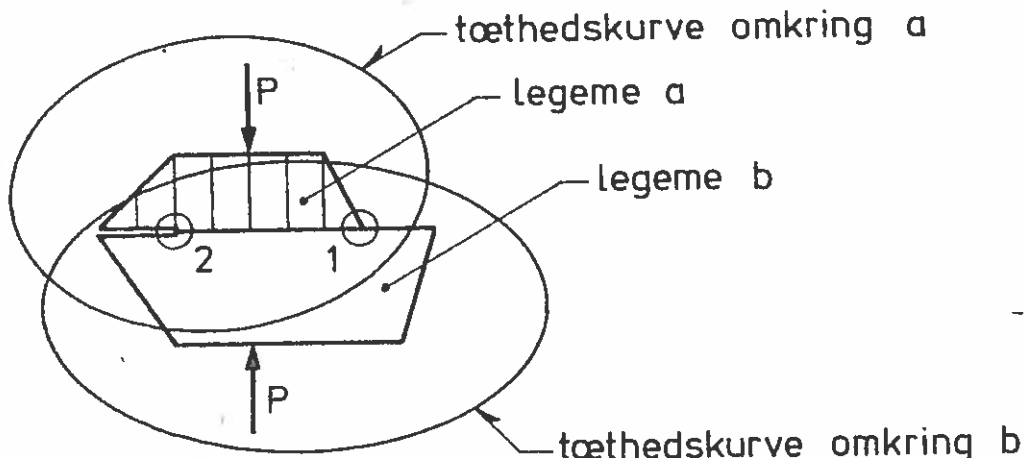 tæthedskurve omkring a
P
legeme a
legeme b
2
1
P
tæthedskurve omkring b